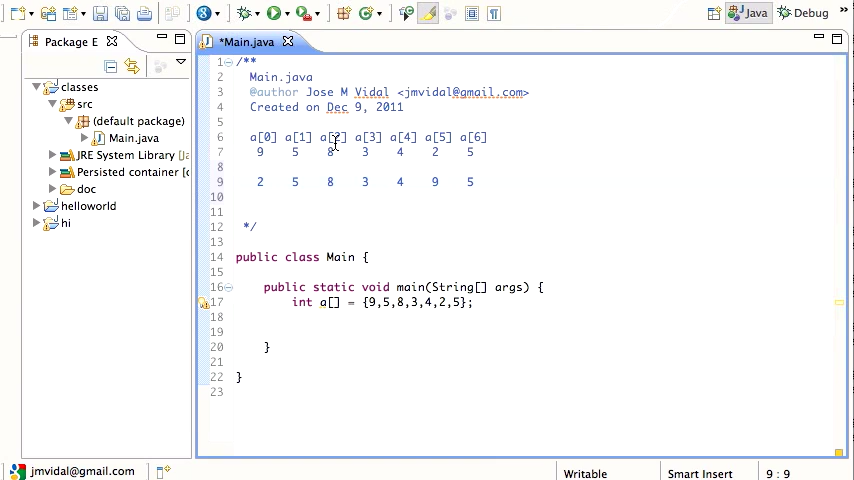 Java
Debug
Package E
*Main.java
classes
src
(default package)
Main.java
JRE System Library [Ja
Persisted container [c
doc
helloworld
hi
1 /**
2 Main.java
3 @author Jose M Vidal <jmvidal@gmail.com>
4 Created on Dec 9, 2011
5
6 a[0] a[1] a[2] a[3] a[4] a[5] a[6]
7 9 5 8 3 4 2 5
8
9 2 5 8 3 4 9 5
10
11
12 */
13
14 public class Main {
15
16 public static void main(String[] args) {
17 int a[] = {9,5,8,3,4,2,5};
18
19
20 }
21
22 }
23
jmvidal@gmail.com
Writable
Smart Insert
9 : 9